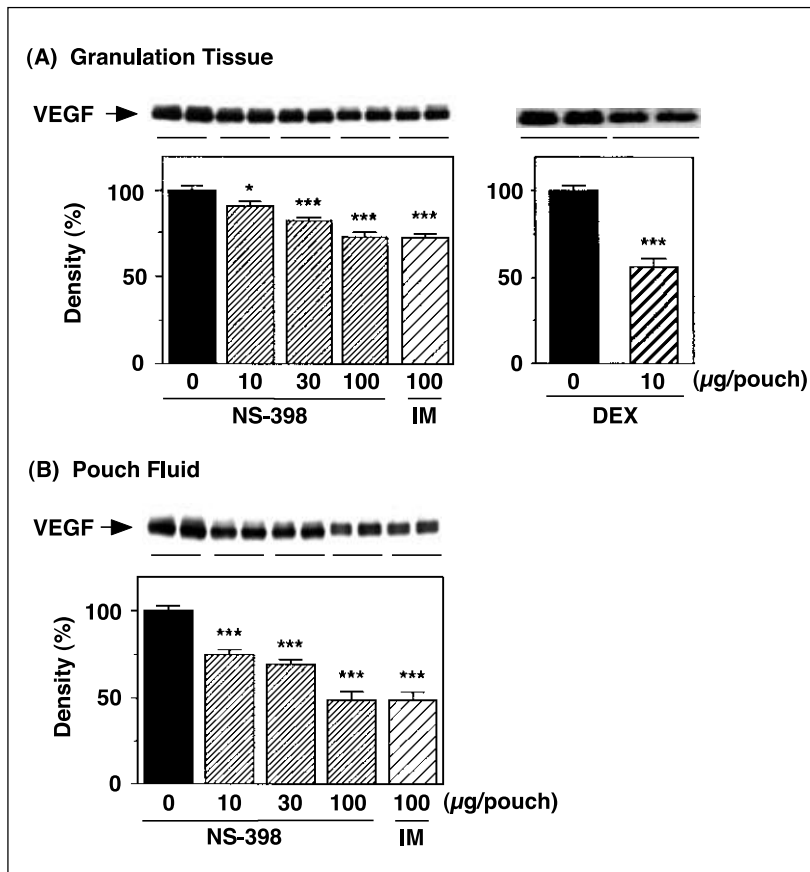 (A) Granulation Tissue
VEGF
Density (%)
100
50
0
* *** *** ***
0 10 30 100 100
NS-398 IM
100
50
0
***
0 10 (µg/pouch)
DEX
(B) Pouch Fluid
VEGF
Density (%)
100
50
0
*** *** *** ***
0 10 30 100 100 (µg/pouch)
NS-398 IM